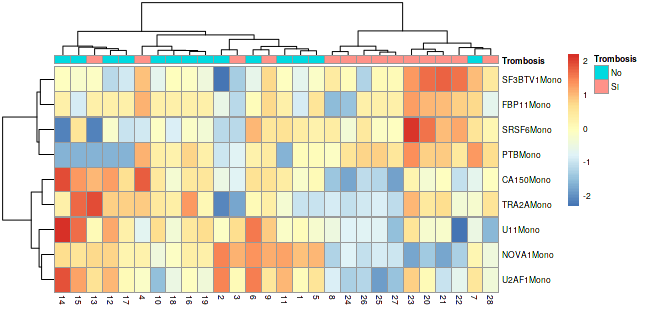 Trombosis
SF3BTV1Mono
FBP11Mono
SRSF6Mono
PTBMono
CA150Mono
TRA2AMono
U11Mono
NOVA1Mono
U2AF1Mono
14 15 13 12 17 4 10 18 16 19 2 3 6 9 11 1 5 8 24 26 25 27 23 20 21 22 7 28
2
1
0
-1
-2
Trombosis
No
SI